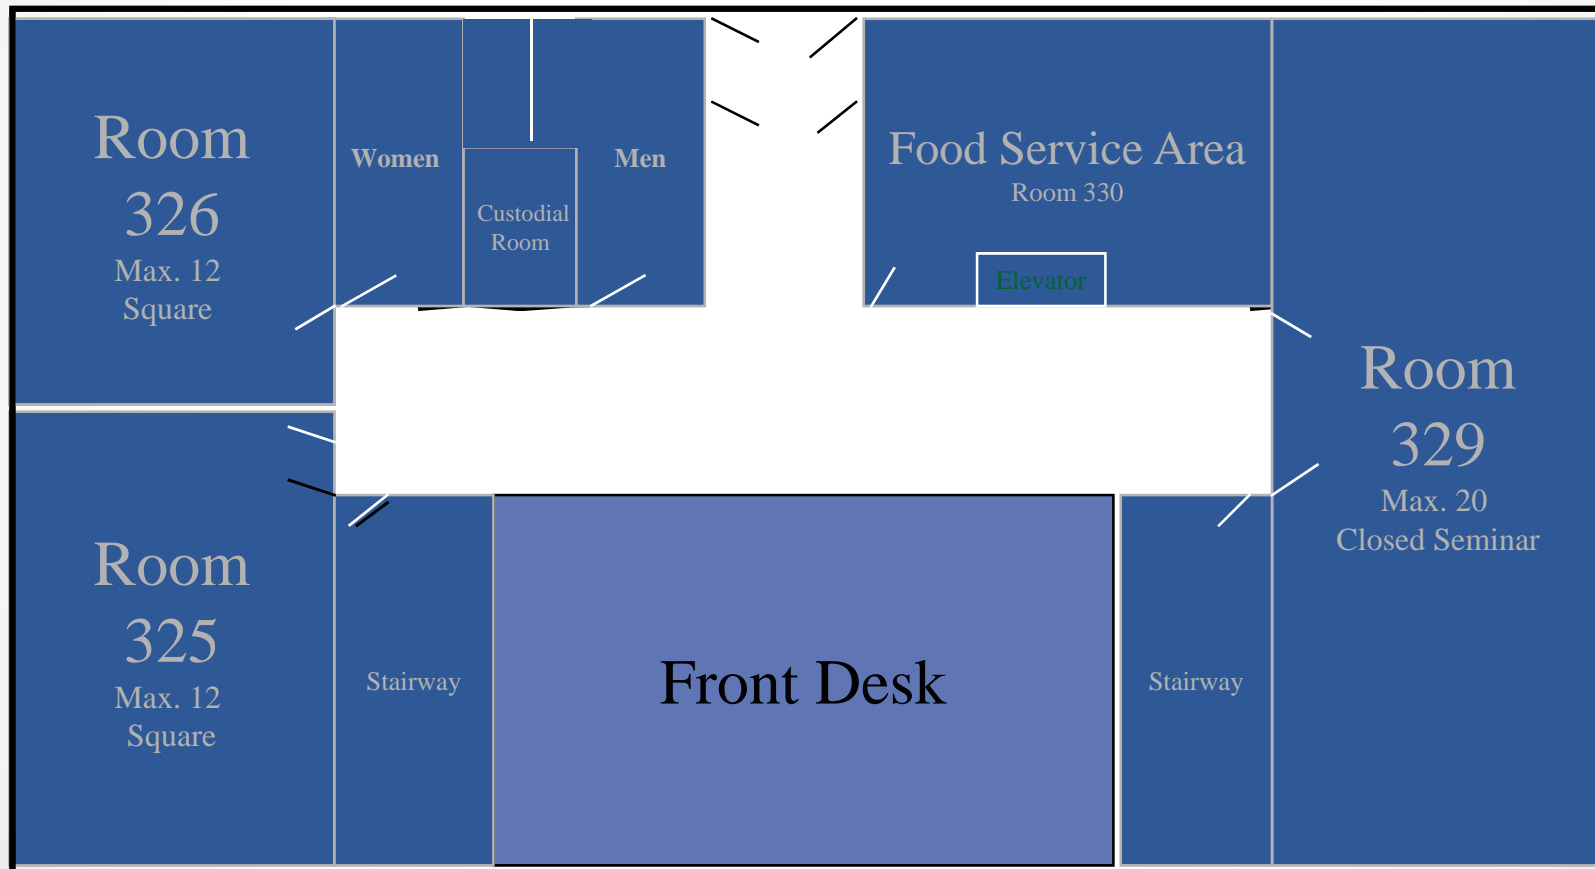 Room
326
Max. 12
Square
Women
Men
Custodial
Room
Food Service Area
Room 330
Elevator
Room
329
Max. 20
Closed Seminar
Room
325
Max. 12
Square
Stairway
Front Desk
Stairway